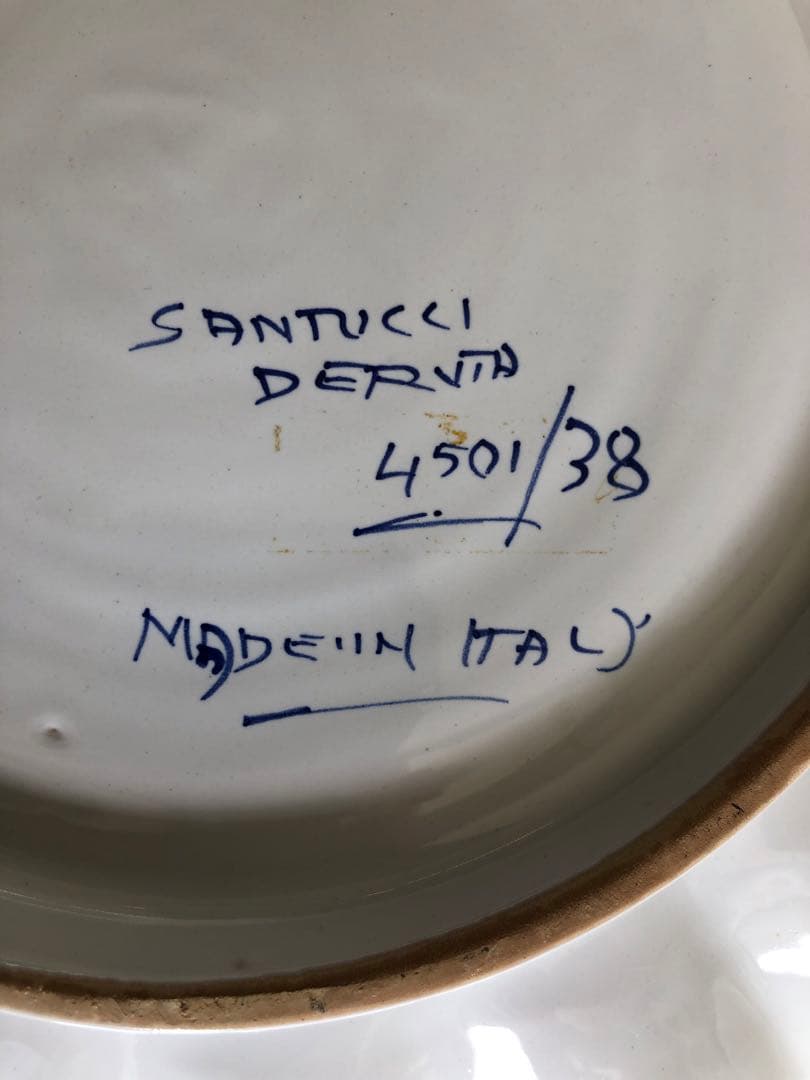 SANTUCCI
DERUTA
4501/38
MADE IN ITALY